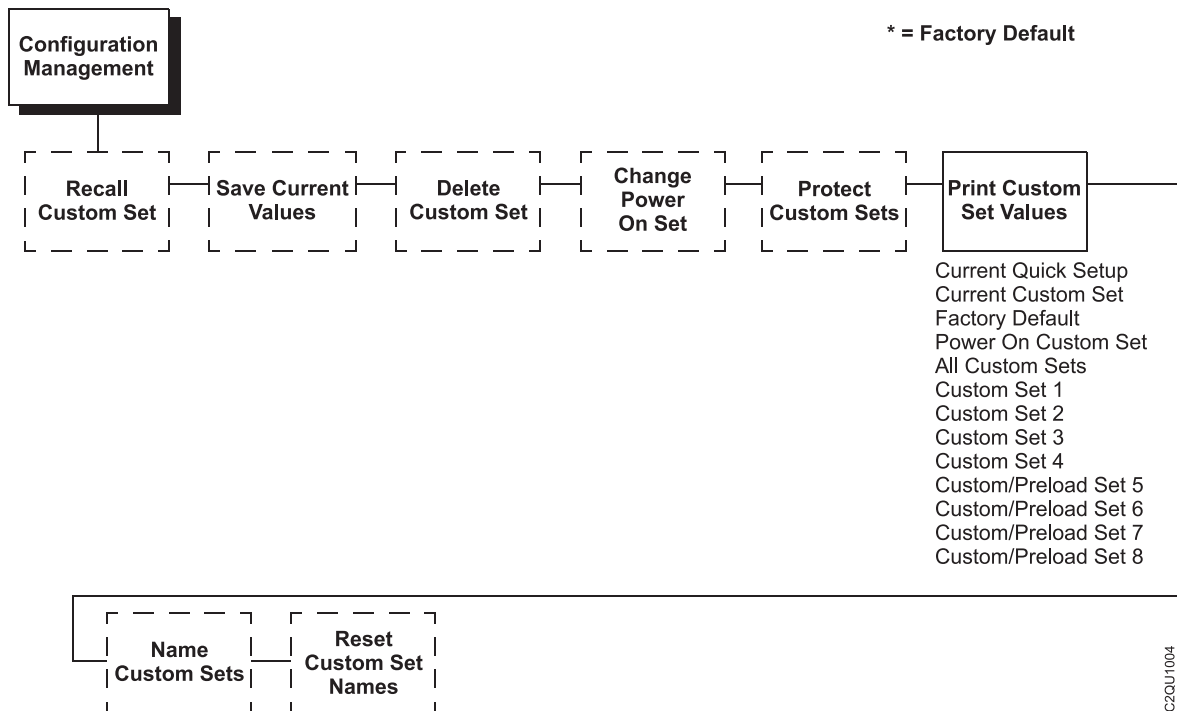 Configuration
Management
* = Factory Default
Recall
Custom Set
Save Current
Values
Delete
Custom Set
Change
Power
On Set
Protect
Custom Sets
Print Custom
Set Values
Current Quick Setup
Current Custom Set
Factory Default
Power On Custom Set
All Custom Sets
Custom Set 1
Custom Set 2
Custom Set 3
Custom Set 4
Custom/Preload Set 5
Custom/Preload Set 6
Custom/Preload Set 7
Custom/Preload Set 8
Name
Custom Sets
Reset
Custom Set
Names
C2QU1004